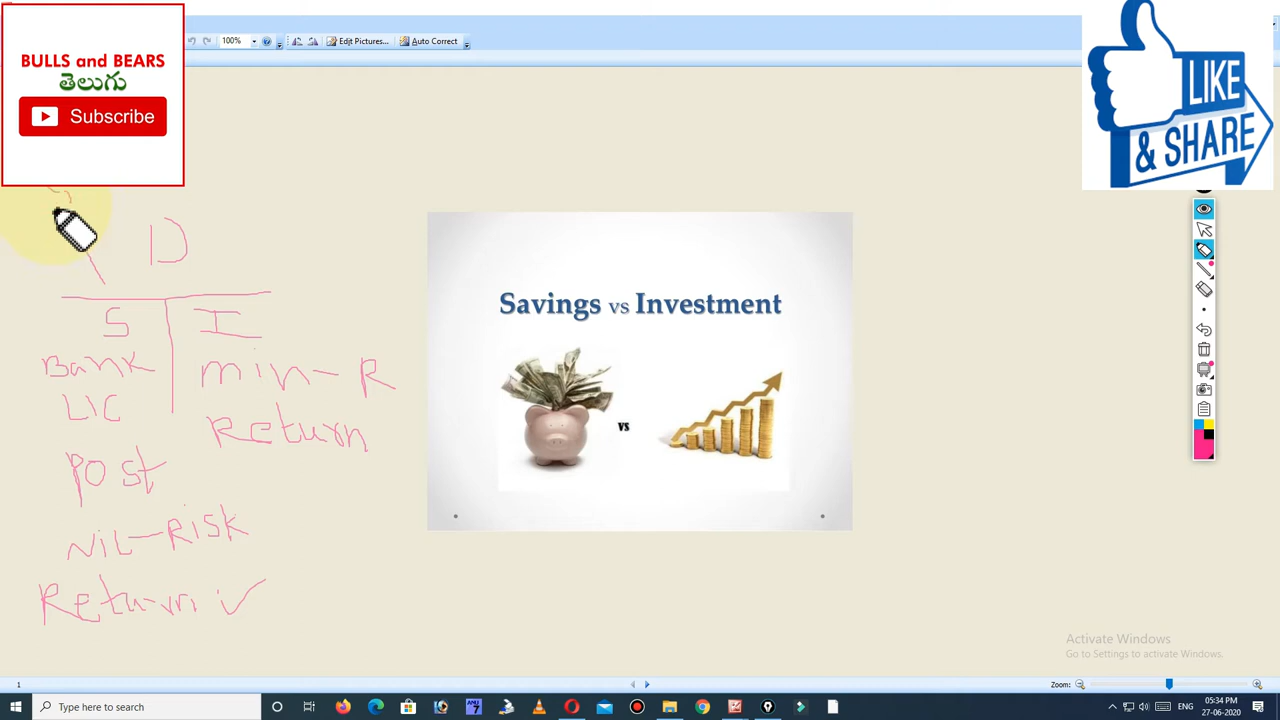 BULLS and BEARS
తెలుగు
Subscribe
100%
Edit Pictures...
Auto Correct
LIKE
& SHARE
D
S I
Bank min- R
LIC Return
Post
Nil-Risk
Return ✓
Savings vs Investment
vs
Activate Windows
Go to Settings to activate Windows.
1
Zoom:
Type here to search
ENG
05:34 PM
27-06-2020